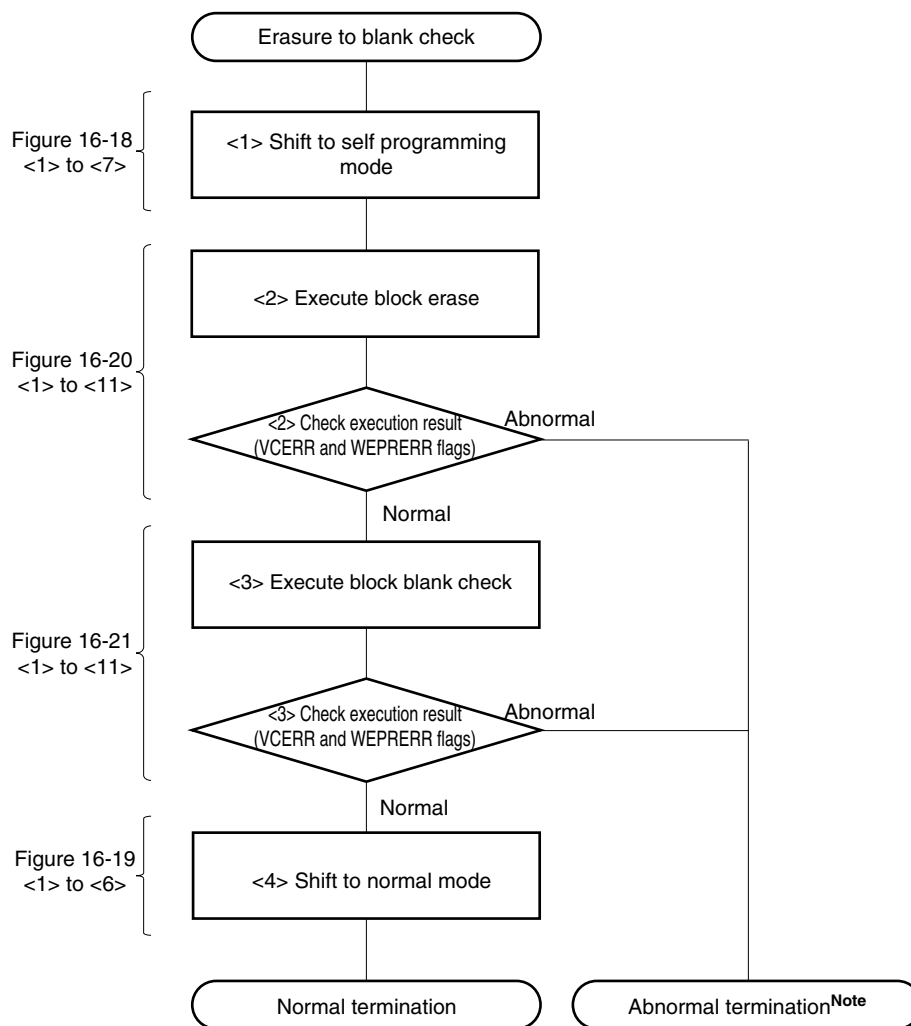 Erasure to blank check
Figure 16-18
<1> to <7>
<1> Shift to self programming
mode
<2> Execute block erase
Figure 16-20
<1> to <11>
<2> Check execution result
(VCERR and WEPRERR flags)
Abnormal
Normal
<3> Execute block blank check
Figure 16-21
<1> to <11>
<3> Check execution result
(VCERR and WEPRERR flags)
Abnormal
Normal
Figure 16-19
<1> to <6>
<4> Shift to normal mode
Normal termination
Abnormal terminationNote